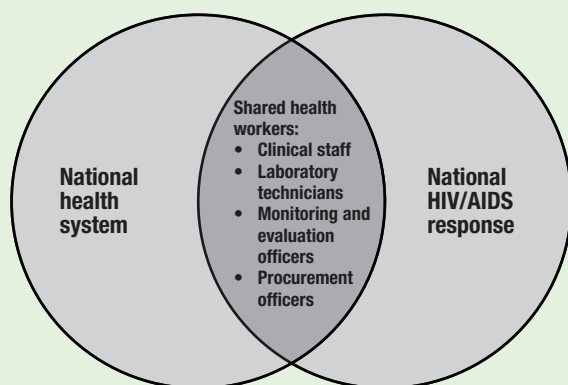 National
health
system
Shared health
workers:
• Clinical staff
• Laboratory
technicians
• Monitoring and
evaluation
officers
• Procurement
officers
National
HIV/AIDS
response